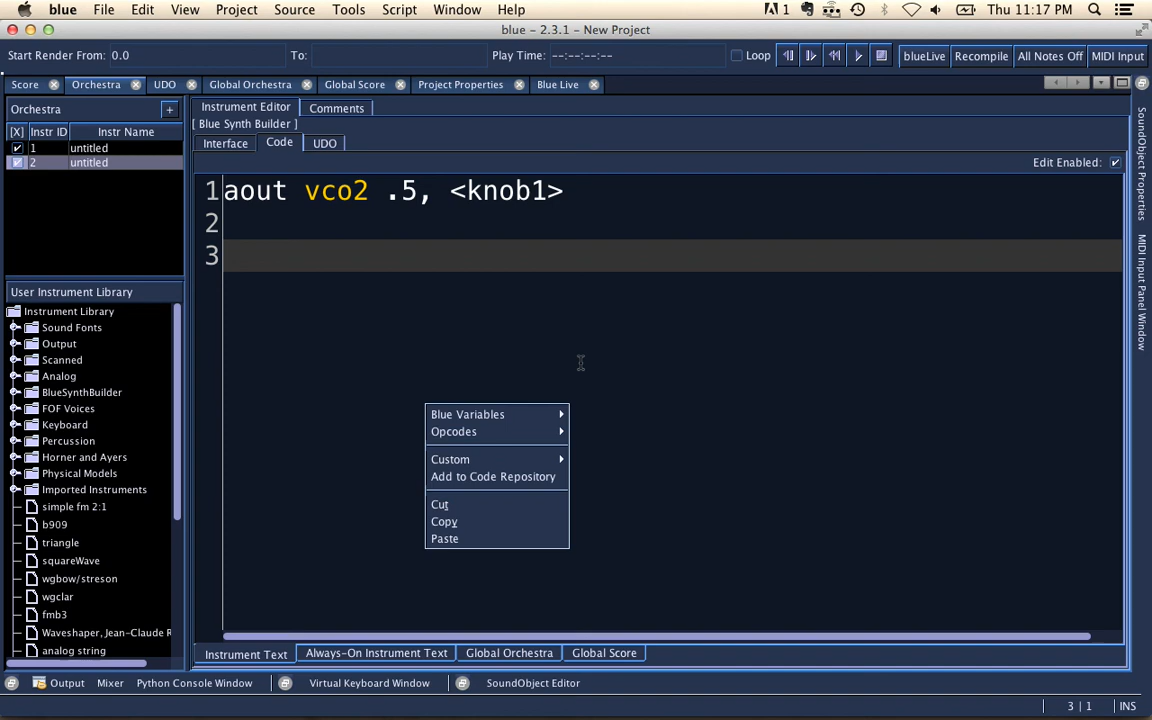 blue File Edit View Project Source Tools Script Window Help 1 Thu 11:17 PM
blue - 2.3.1 - New Project
Start Render From: 0.0 To: Play Time: --:--:--:-- Loop blueLive Recompile All Notes Off MIDI Input
Score Orchestra UDO Global Orchestra Global Score Project Properties Blue Live
Orchestra +
[X] Instr ID Instr Name
1 untitled
2 untitled
Instrument Editor Comments
[ Blue Synth Builder ]
Interface Code UDO
Edit Enabled:
1 aout vco2 .5, <knob1>
2
3
Blue Variables
Opcodes
Custom
Add to Code Repository
Cut
Copy
Paste
User Instrument Library
Instrument Library
Sound Fonts
Output
Scanned
Analog
BlueSynthBuilder
FOF Voices
Keyboard
Percussion
Horner and Ayers
Physical Models
Imported Instruments
simple fm 2:1
b909
triangle
squareWave
wgbow/streson
wgclar
fmb3
Waveshaper, Jean-Claude R
analog string
Instrument Text Always-On Instrument Text Global Orchestra Global Score
SoundObject Properties
MIDI Input Panel Window
Output Mixer Python Console Window Virtual Keyboard Window SoundObject Editor
3 | 1 INS